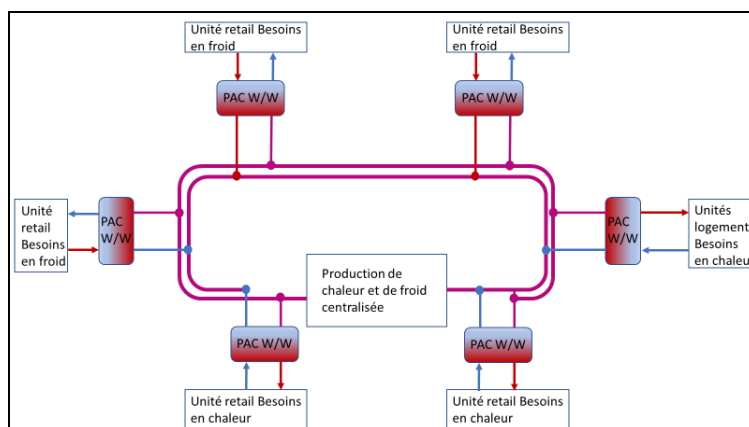 Unité retail Besoins
en froid
Unité retail Besoins
en froid
PAC W/W
PAC W/W
Unité
retail
Besoins
en froid
PAC
W/W
PAC
W/W
Unités
logement
Besoins
en chaleur
Production de
chaleur et de froid
centralisée
PAC W/W
PAC W/W
Unité retail Besoins
en chaleur
Unité retail Besoins
en chaleur